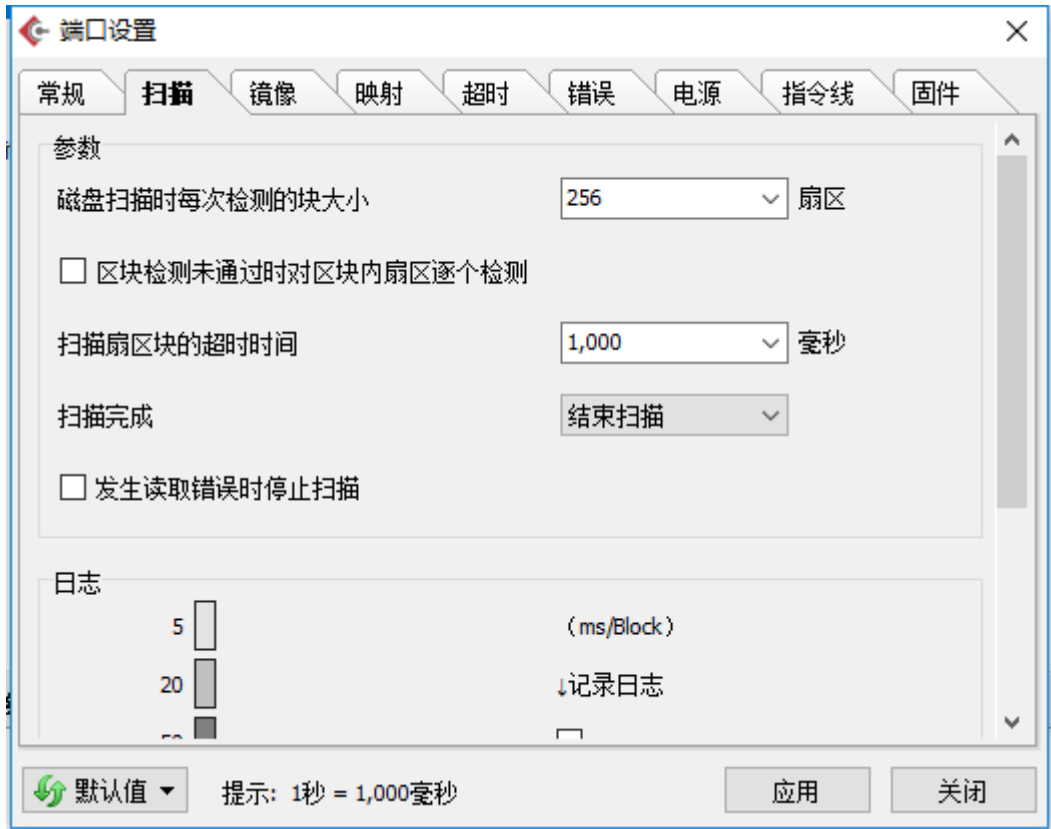 端口设置
常规 扫描 镜像 映射 超时 错误 电源 指令线 固件
参数
磁盘扫描时每次检测的块大小 256 扇区
区块检测未通过时对区块内扇区逐个检测
扫描扇区块的超时时间 1,000 毫秒
扫描完成 结束扫描
发生读取错误时停止扫描
日志
5 （ms/Block）
20 ↓记录日志
默认值 提示: 1秒 = 1,000毫秒 应用 关闭